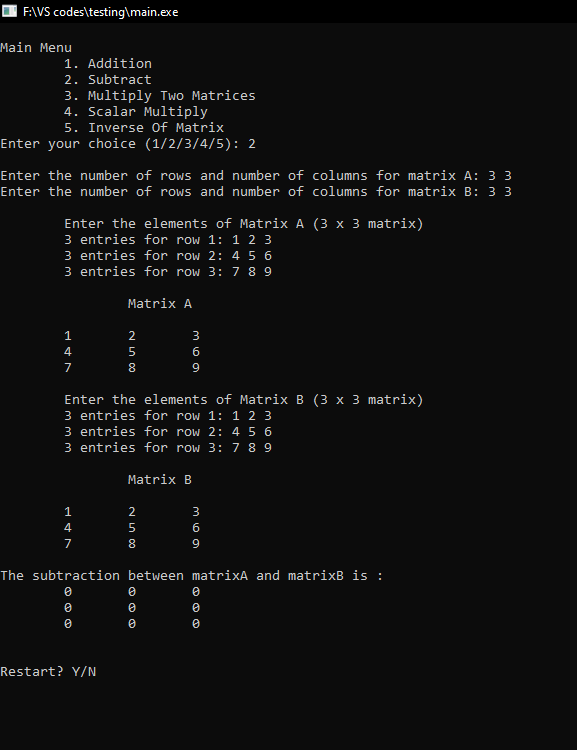 F:\VS codes\testing\main.exe
Main Menu
1. Addition
2. Subtract
3. Multiply Two Matrices
4. Scalar Multiply
5. Inverse Of Matrix
Enter your choice (1/2/3/4/5): 2
Enter the number of rows and number of columns for matrix A: 3 3
Enter the number of rows and number of columns for matrix B: 3 3
Enter the elements of Matrix A (3 x 3 matrix)
3 entries for row 1: 1 2 3
3 entries for row 2: 4 5 6
3 entries for row 3: 7 8 9
Matrix A
1 2 3
4 5 6
7 8 9
Enter the elements of Matrix B (3 x 3 matrix)
3 entries for row 1: 1 2 3
3 entries for row 2: 4 5 6
3 entries for row 3: 7 8 9
Matrix B
1 2 3
4 5 6
7 8 9
The subtraction between matrixA and matrixB is :
0 0 0
0 0 0
0 0 0
Restart? Y/N